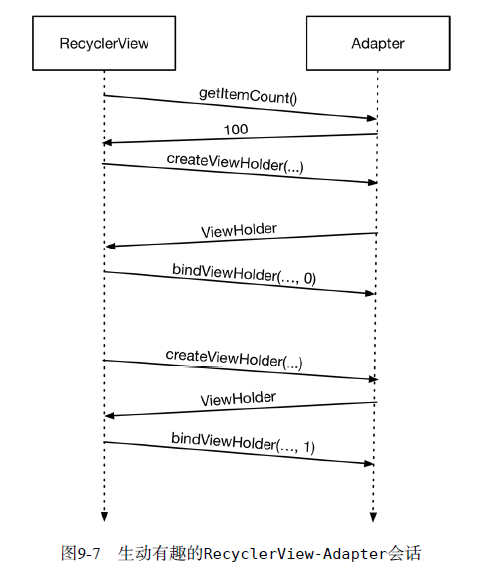 RecyclerView
Adapter
getItemCount()
100
createViewHolder(...)
ViewHolder
bindViewHolder(..., 0)
createViewHolder(...)
ViewHolder
bindViewHolder(..., 1)
图9-7 生动有趣的RecyclerView-Adapter会话